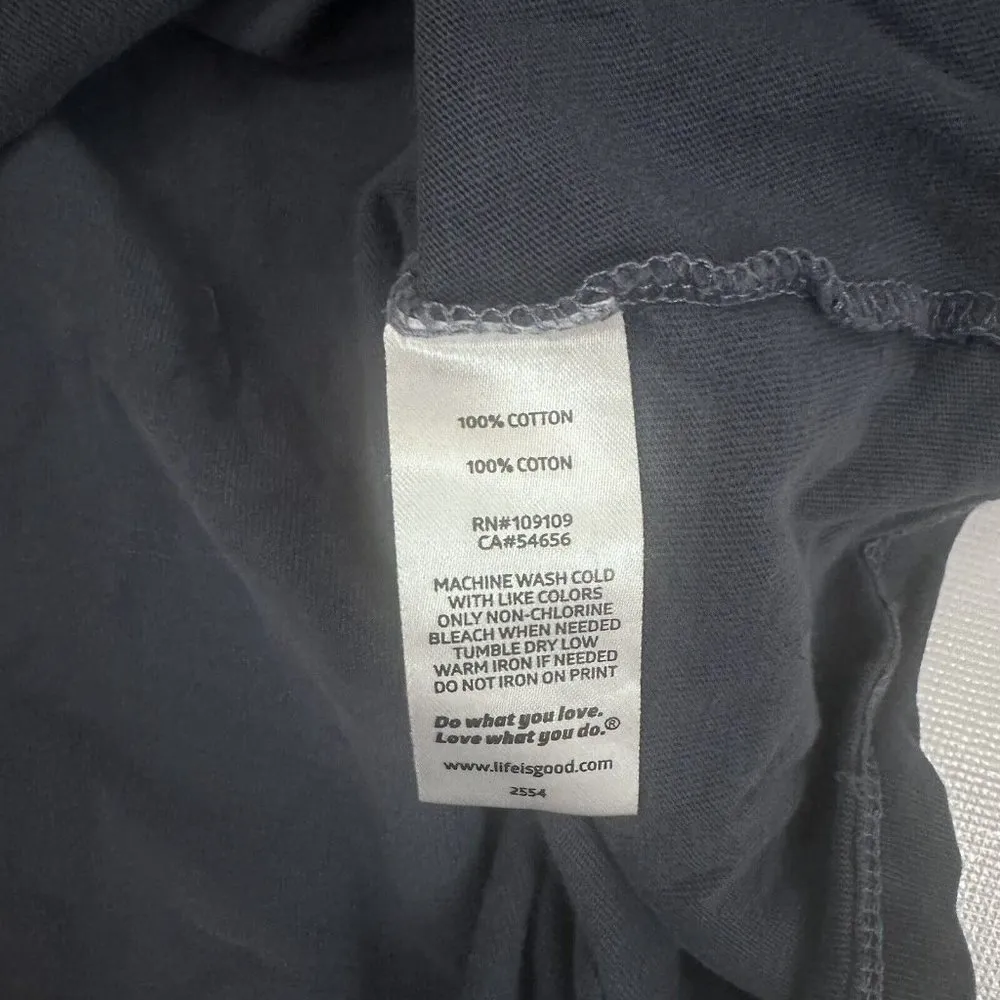 100% COTTON
100% COTON
RN#109109
CA#54656
MACHINE WASH COLD
WITH LIKE COLORS
ONLY NON-CHLORINE
BLEACH WHEN NEEDED
TUMBLE DRY LOW
WARM IRON IF NEEDED
DO NOT IRON ON PRINT
Do what you love.
Love what you do.®
www.lifeisgood.com
2554